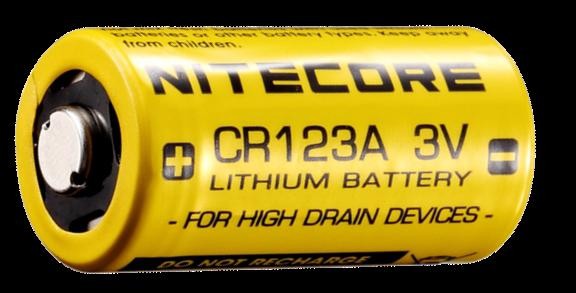 batteries or other battery types. Keep away
from children.
NITECORE
+ CR123A 3V -
LITHIUM BATTERY
- FOR HIGH DRAIN DEVICES -
DO NOT RECHARGE